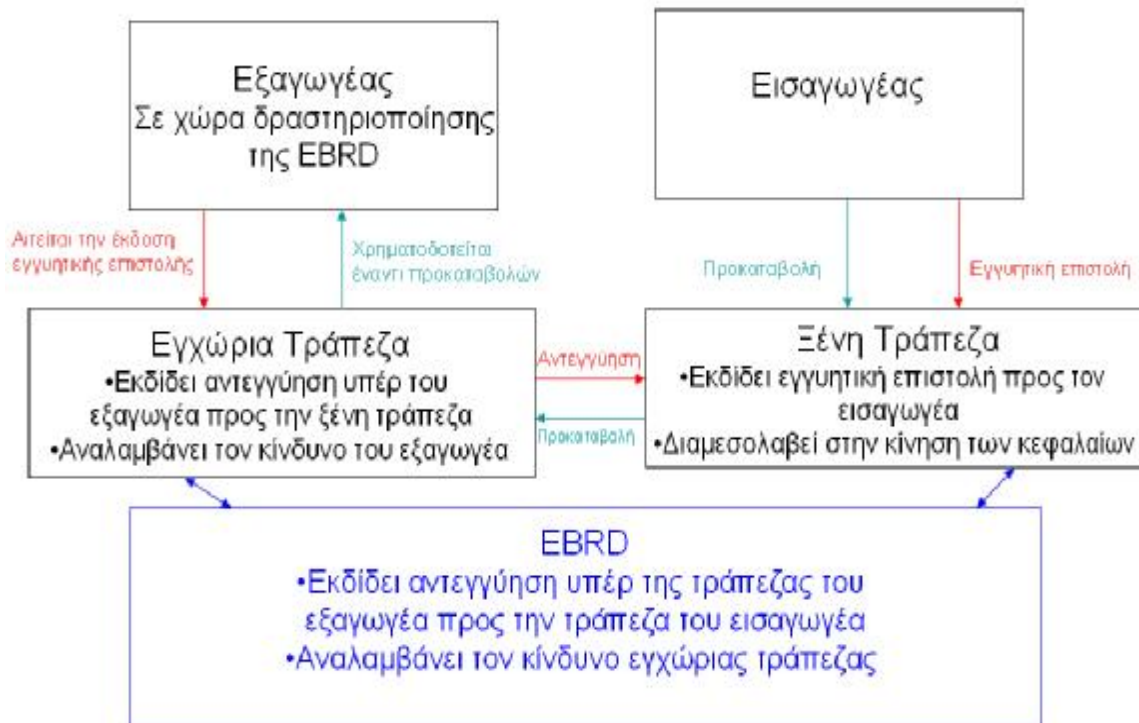 Εξαγωγέας
Σε χώρα δραστηριοποίησης
της EBRD
Εισαγωγέας
Αιτείται την έκδοση
εγγυητικής επιστολής
Χρηματοδοτείται
έναντι προκαταβολών
Προκαταβολή
Εγγυητική επιστολή
Εγχώρια Τράπεζα
•Εκδίδει αντεγγύηση υπέρ του
εξαγωγέα προς την ξένη τράπεζα
•Αναλαμβάνει τον κίνδυνο του εξαγωγέα
Αντεγγύηση
Προκαταβολή
Ξένη Τράπεζα
•Εκδίδει εγγυητική επιστολή προς τον
εισαγωγέα
•Διαμεσολαβεί στην κίνηση των κεφαλαίων
EBRD
•Εκδίδει αντεγγύηση υπέρ της τράπεζας του
εξαγωγέα προς την τράπεζα του εισαγωγέα
•Αναλαμβάνει τον κίνδυνο εγχώριας τράπεζας